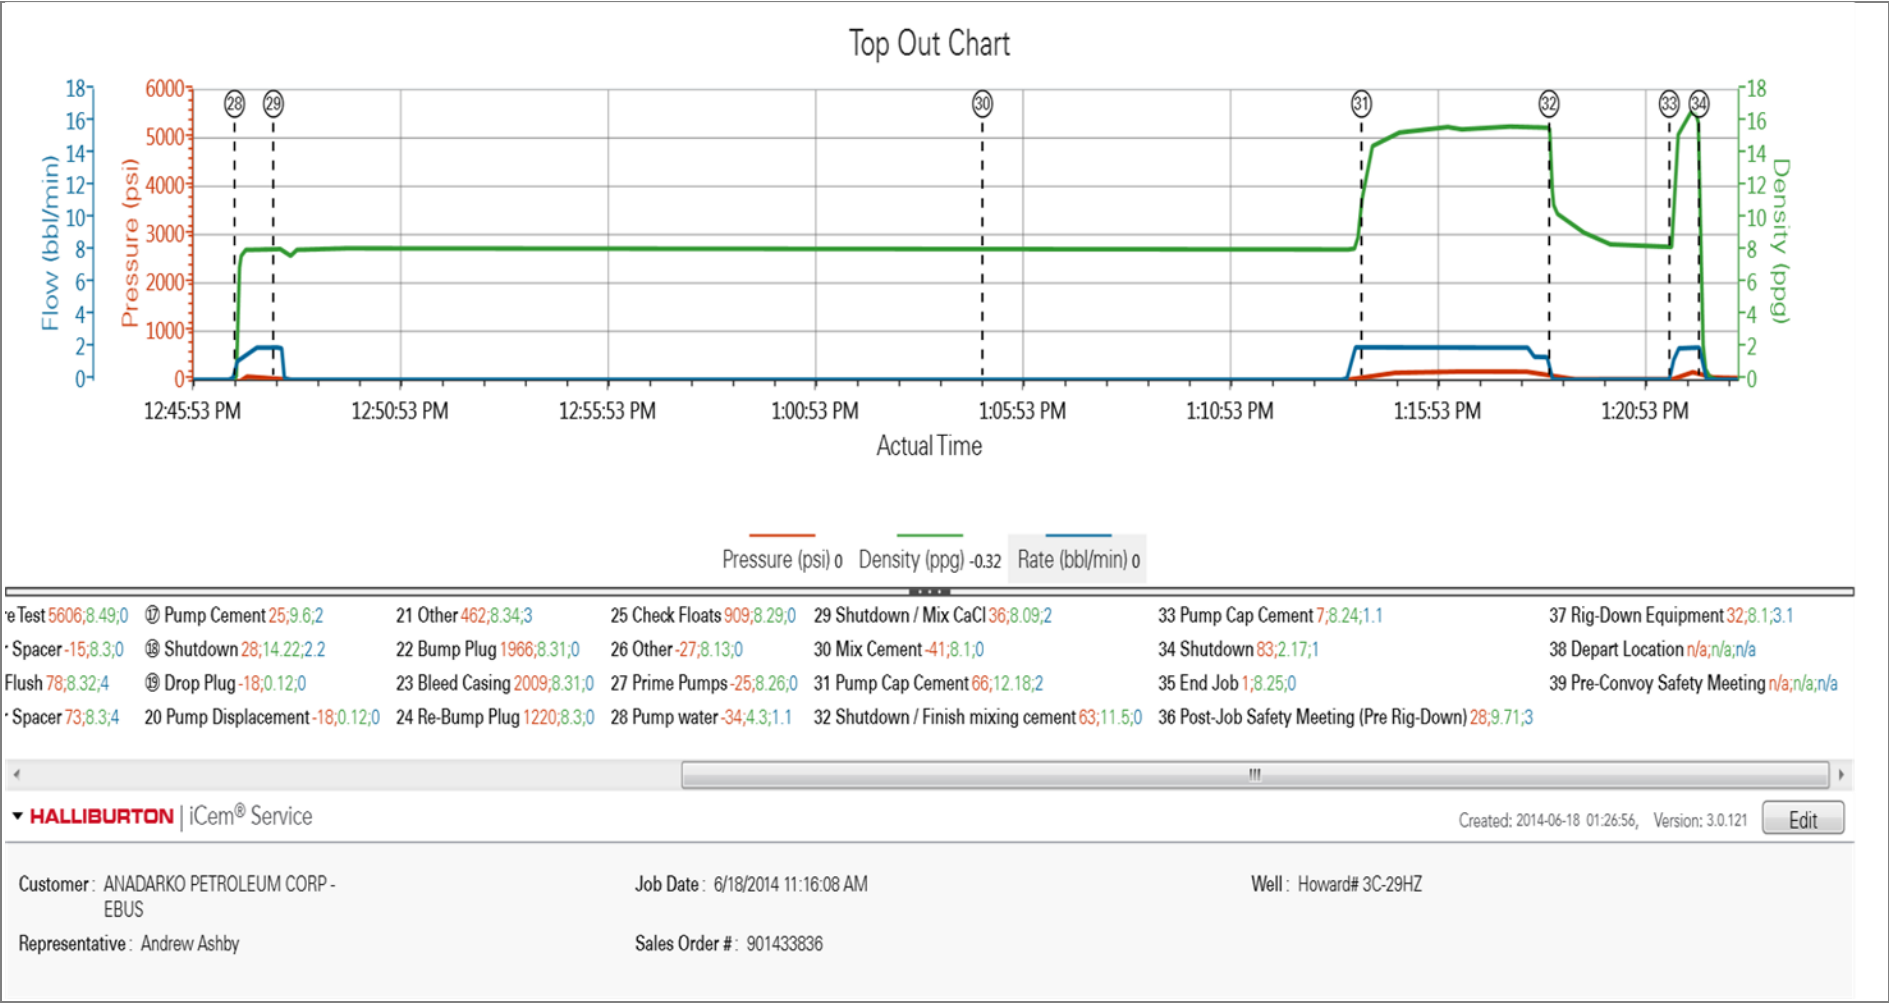 Top Out Chart
18 6000 28 29 30 31 32 33 34 18
16 5000 16
14 14
12 4000 12
10 3000 10
8 8
6 2000 6
4 1000 4
2 2
0 0 0
Flow (bbl/min)
Pressure (psi)
Density (ppg)
12:45:53 PM 12:50:53 PM 12:55:53 PM 1:00:53 PM 1:05:53 PM 1:10:53 PM 1:15:53 PM 1:20:53 PM
Actual Time
Pressure (psi) 0 Density (ppg) -0.32 Rate (bbl/min) 0
e Test 5606;8.49;0 ⑰ Pump Cement 25;9.6;2 21 Other 462;8.34;3 25 Check Floats 909;8.29;0 29 Shutdown / Mix CaCl 36;8.09;2 33 Pump Cap Cement 7;8.24;1.1 37 Rig-Down Equipment 32;8.1;3.1
Spacer -15;8.3;0 ⑱ Shutdown 28;14.22;2.2 22 Bump Plug 1966;8.31;0 26 Other -27;8.13;0 30 Mix Cement -41;8.1;0 34 Shutdown 83;2.17;1 38 Depart Location n/a;n/a;n/a
Flush 78;8.32;4 ⑲ Drop Plug -18;0.12;0 23 Bleed Casing 2009;8.31;0 27 Prime Pumps -25;8.26;0 31 Pump Cap Cement 66;12.18;2 35 End Job 1;8.25;0 39 Pre-Convoy Safety Meeting n/a;n/a;n/a
Spacer 73;8.3;4 20 Pump Displacement -18;0.12;0 24 Re-Bump Plug 1220;8.3;0 28 Pump water -34;4.3;1.1 32 Shutdown / Finish mixing cement 63;11.5;0 36 Post-Job Safety Meeting (Pre Rig-Down) 28;9.71;3
HALLIBURTON | iCem® Service Created: 2014-06-18 01:26:56, Version: 3.0.121 Edit
Customer : ANADARKO PETROLEUM CORP - Job Date : 6/18/2014 11:16:08 AM Well : Howard# 3C-29HZ
EBUS
Representative : Andrew Ashby Sales Order # : 901433836